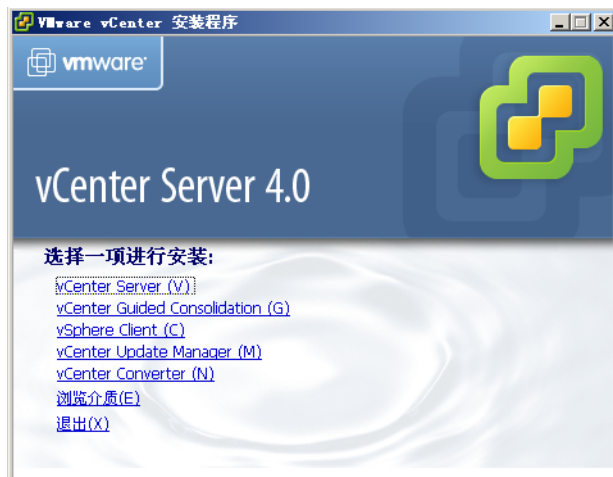 VMware vCenter 安装程序
vmware
vCenter Server 4.0
选择一项进行安装:
vCenter Server (V)
vCenter Guided Consolidation (G)
vSphere Client (C)
vCenter Update Manager (M)
vCenter Converter (N)
浏览介质(E)
退出(X)